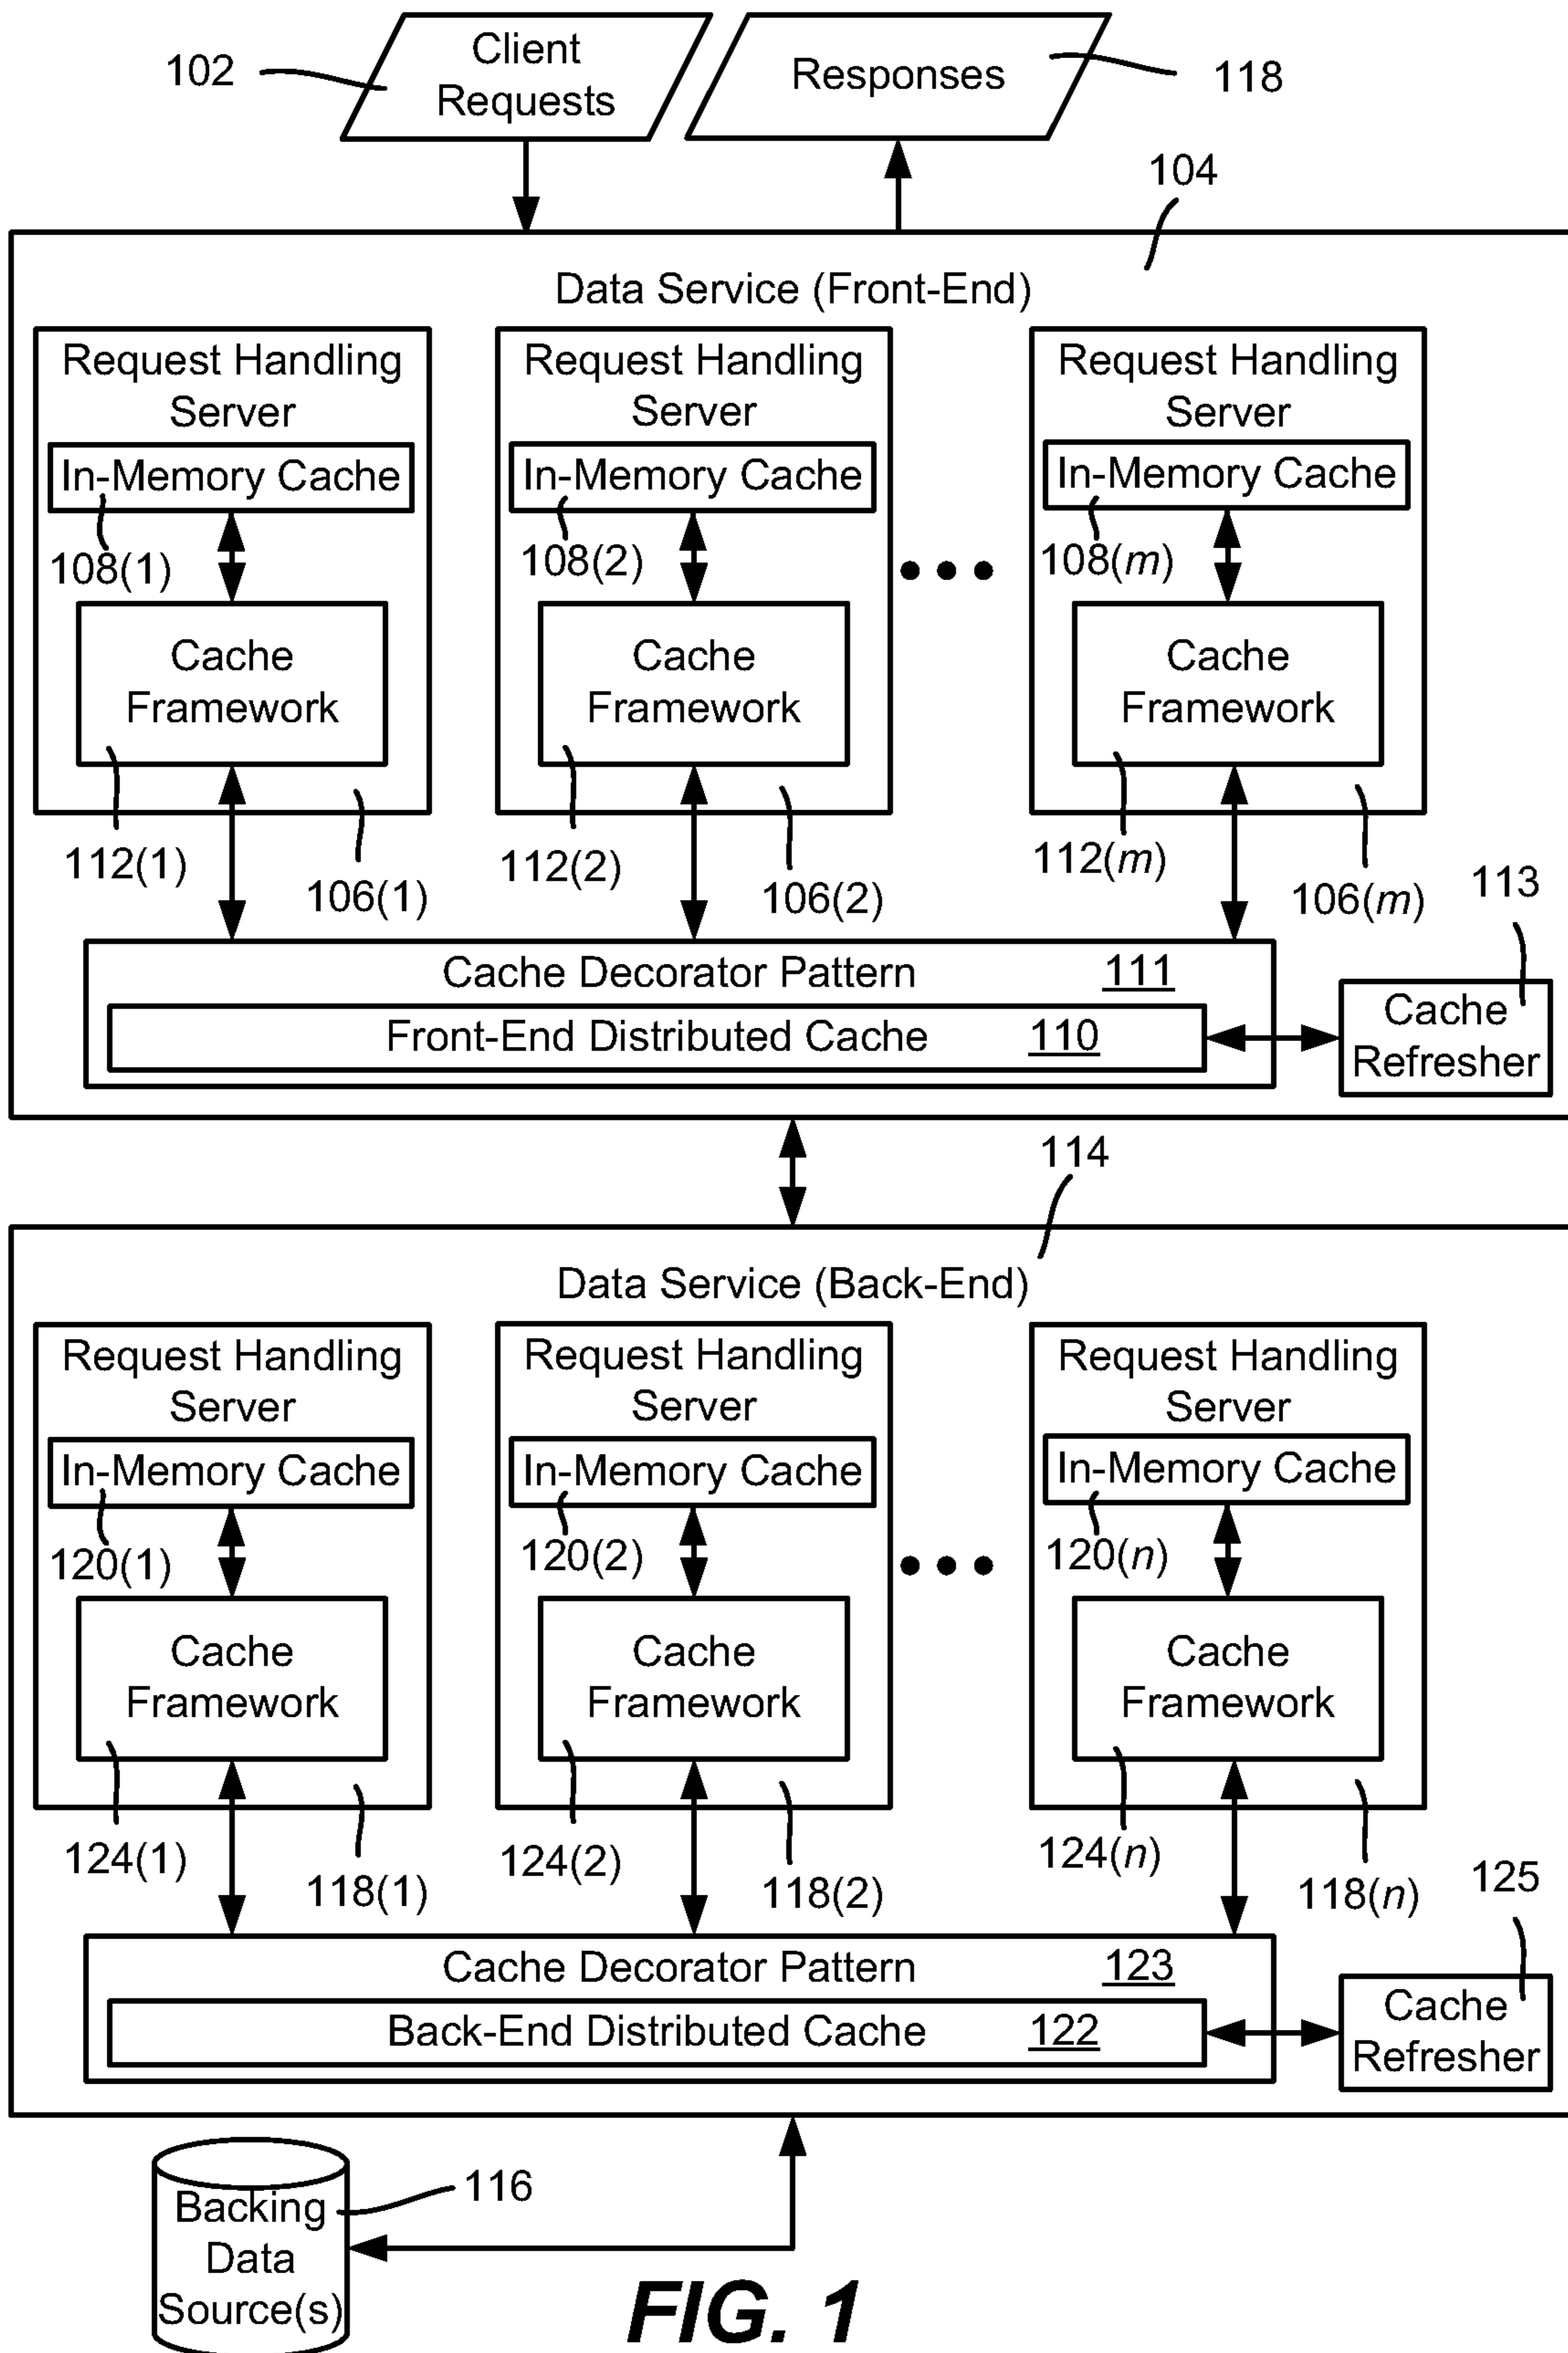 Client
Requests
102
Responses
118
104
Data Service (Front-End)
Request Handling
Server
In-Memory Cache
108(1)
Cache
Framework
112(1)
106(1)
Request Handling
Server
In-Memory Cache
108(2)
Cache
Framework
112(2)
106(2)
Request Handling
Server
In-Memory Cache
108(m)
Cache
Framework
112(m)
106(m)
113
Cache Decorator Pattern 111
Front-End Distributed Cache 110
Cache
Refresher
114
Data Service (Back-End)
Request Handling
Server
In-Memory Cache
120(1)
Cache
Framework
124(1)
118(1)
Request Handling
Server
In-Memory Cache
120(2)
Cache
Framework
124(2)
118(2)
Request Handling
Server
In-Memory Cache
120(n)
Cache
Framework
124(n)
118(n)
125
Cache Decorator Pattern 123
Back-End Distributed Cache 122
Cache
Refresher
Backing
Data
Source(s)
116
FIG. 1